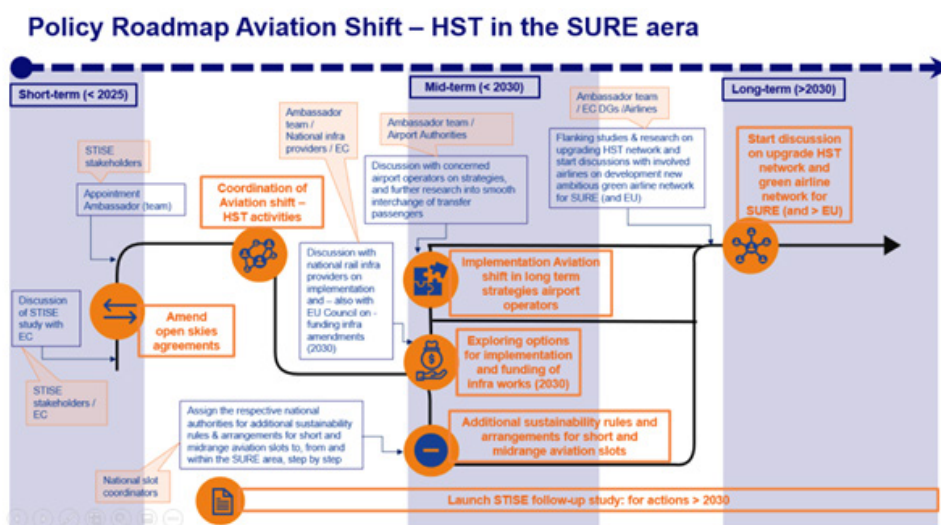 Policy Roadmap Aviation Shift – HST in the SURE aera
Short-term (< 2025)
Mid-term (< 2030)
Long-term (>2030)
STISE
stakeholders
Appointment
Ambassador (team)
Discussion
of STISE
study with
EC
STISE
stakeholders /
EC
Amend
open skies
agreements
Coordination of
Aviation shift –
HST activities
Ambassador
team /
National infra
providers / EC
Discussion with
national rail infra
providers on
implementation
and – also with
EU Council on -
funding infra
amendments
(2030)
Ambassador team /
Airport Authorities
Discussion with concerned
airport operators on strategies,
and further research into smooth
interchange of transfer
passengers
Ambassador team
/ EC DGs /Airlines
Flanking studies & research on
upgrading HST network and
start discussions with involved
airlines on development new
ambitious green airline network
for SURE (and EU)
Start discussion
on upgrade HST
network and
green airline
network for
SURE (and > EU)
Implementation Aviation
shift in long term
strategies airport
operators
Exploring options
for implementation
and funding of
infra works (2030)
Assign the respective national
authorities for additional sustainability
rules & arrangements for short and
midrange aviation slots to, from and
within the SURE area, step by step
National slot
coordinators
Additional sustainability rules and
arrangements for short and
midrange aviation slots
Launch STISE follow-up study: for actions > 2030